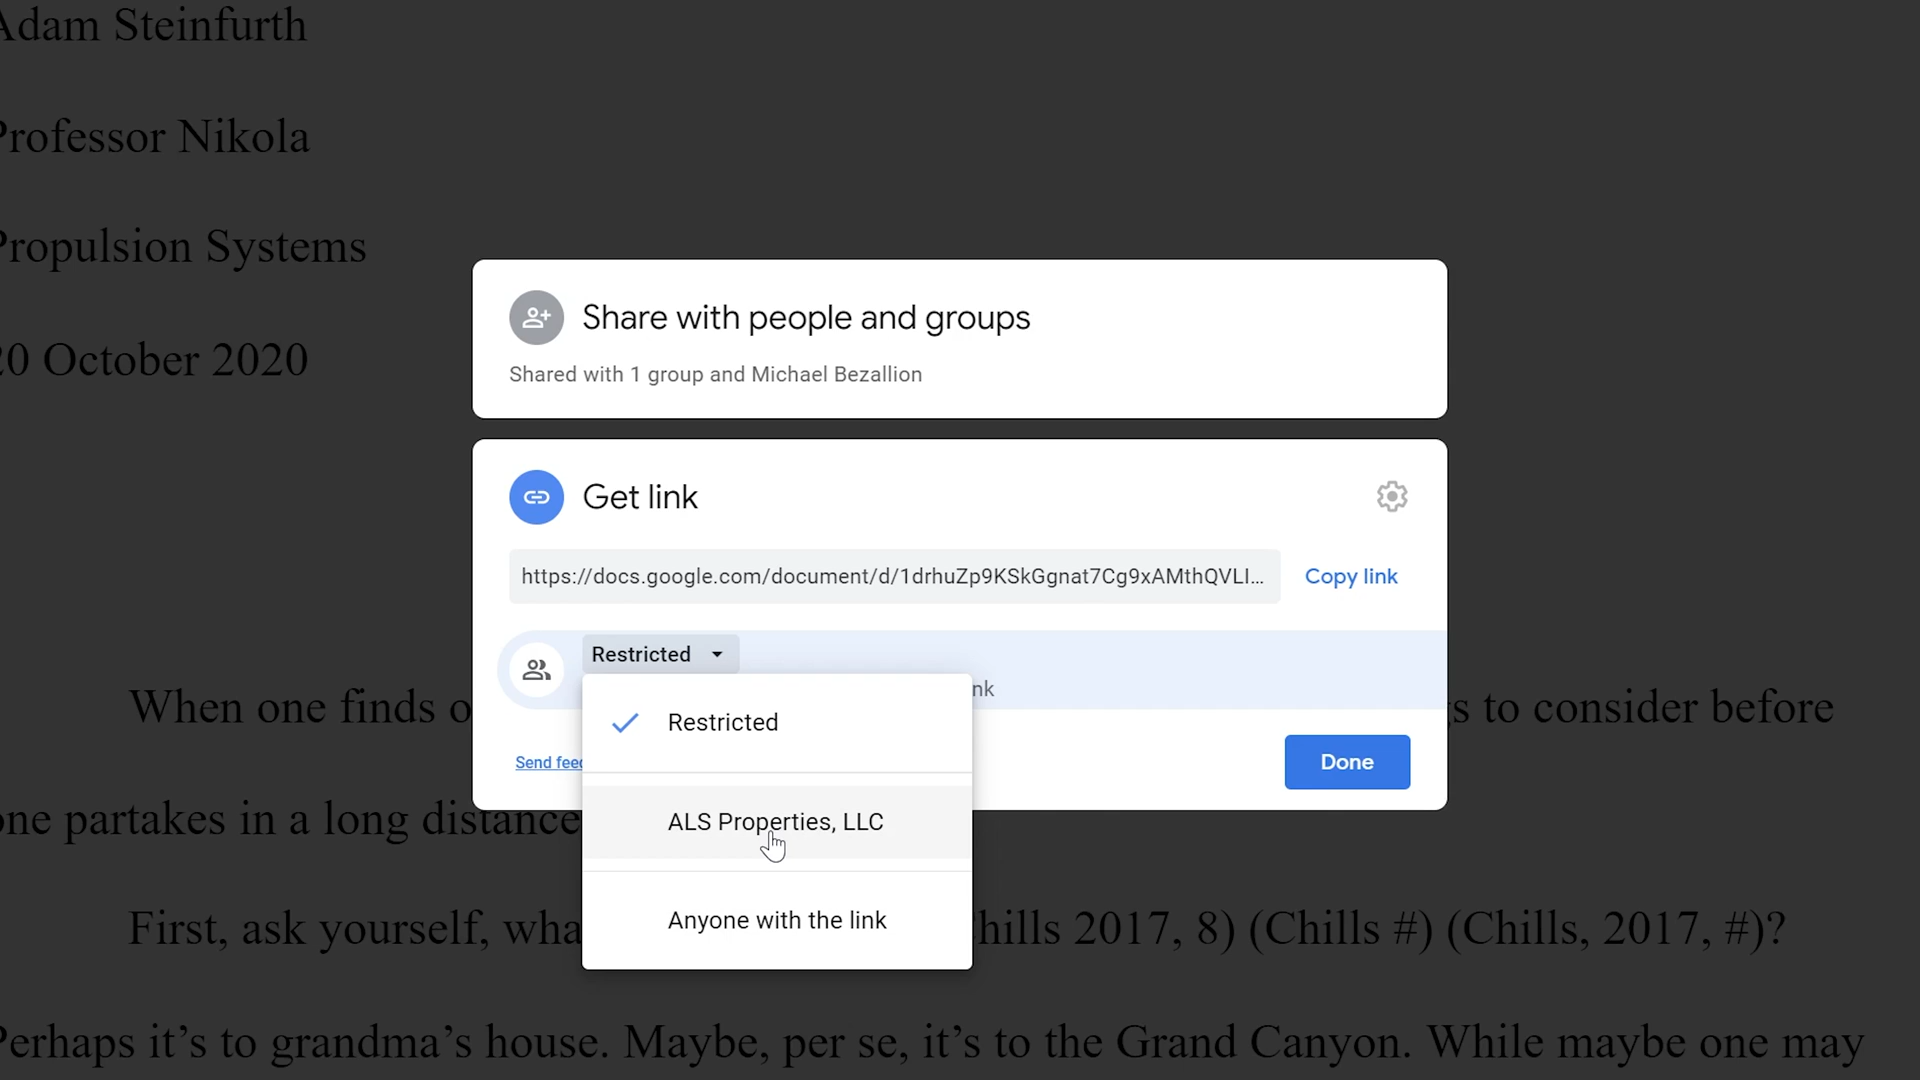 Adam Steinfurth
Professor Nikola
Propulsion Systems
20 October 2020
Share with people and groups
Shared with 1 group and Michael Bezallion
Get link
https://docs.google.com/document/d/1drhuZp9KSkGgnat7Cg9xAMthQVLI... Copy link
Restricted
nk
Restricted
ALS Properties, LLC
Anyone with the link
Send feed
Done
When one finds o s to consider before
one partakes in a long distance
First, ask yourself, wha hills 2017, 8) (Chills #) (Chills, 2017, #)?
Perhaps it’s to grandma’s house. Maybe, per se, it’s to the Grand Canyon. While maybe one may